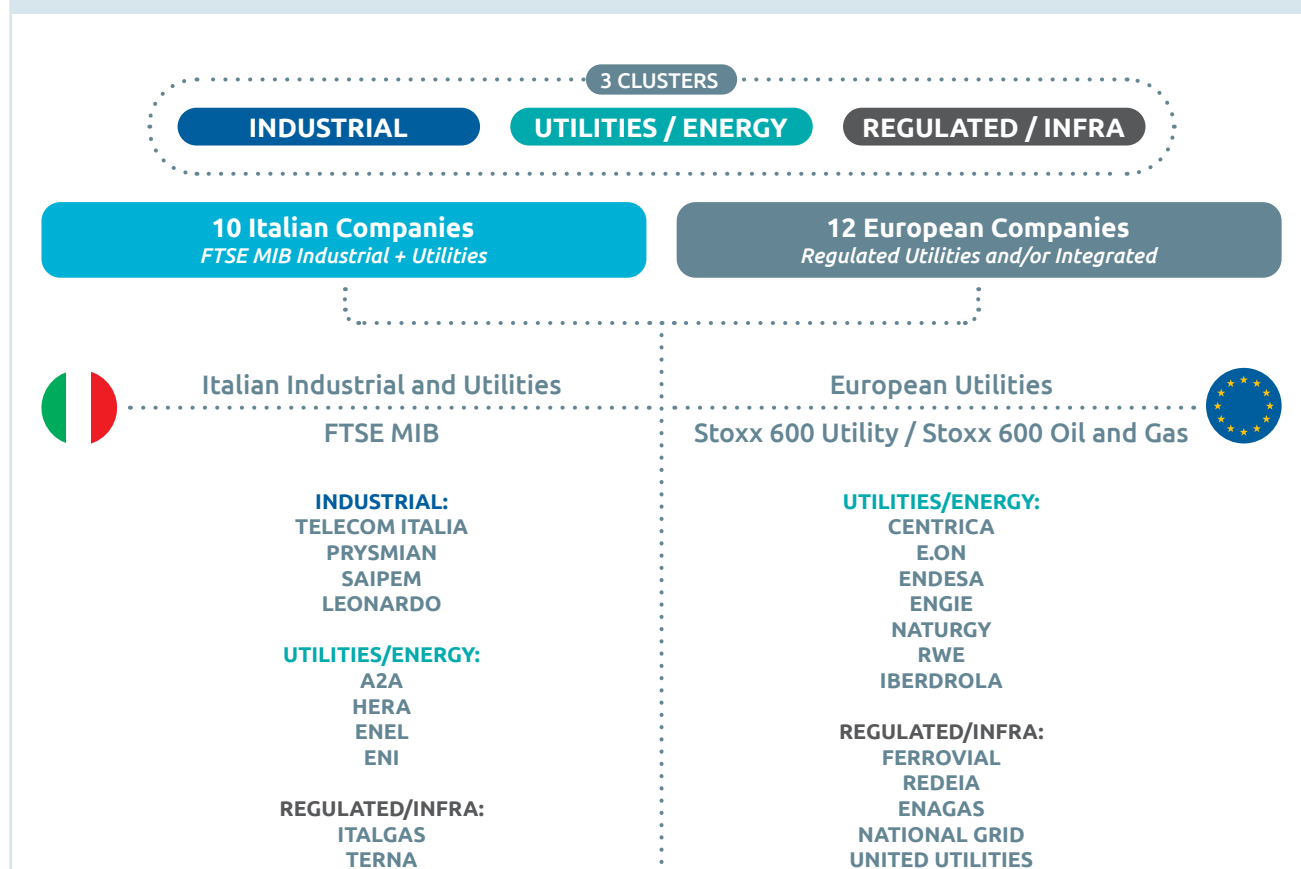 3 CLUSTERS
INDUSTRIAL
UTILITIES / ENERGY
REGULATED / INFRA
10 Italian Companies
FTSE MIB Industrial + Utilities
12 European Companies
Regulated Utilities and/or Integrated
Italian Industrial and Utilities
FTSE MIB
INDUSTRIAL:
TELECOM ITALIA
PRYSMIAN
SAIPEM
LEONARDO
UTILITIES/ENERGY:
A2A
HERA
ENEL
ENI
REGULATED/INFRA:
ITALGAS
TERNA
European Utilities
Stoxx 600 Utility / Stoxx 600 Oil and Gas
UTILITIES/ENERGY:
CENTRICA
E.ON
ENDESA
ENGIE
NATURGY
RWE
IBERDROLA
REGULATED/INFRA:
FERROVIAL
REDEIA
ENAGAS
NATIONAL GRID
UNITED UTILITIES